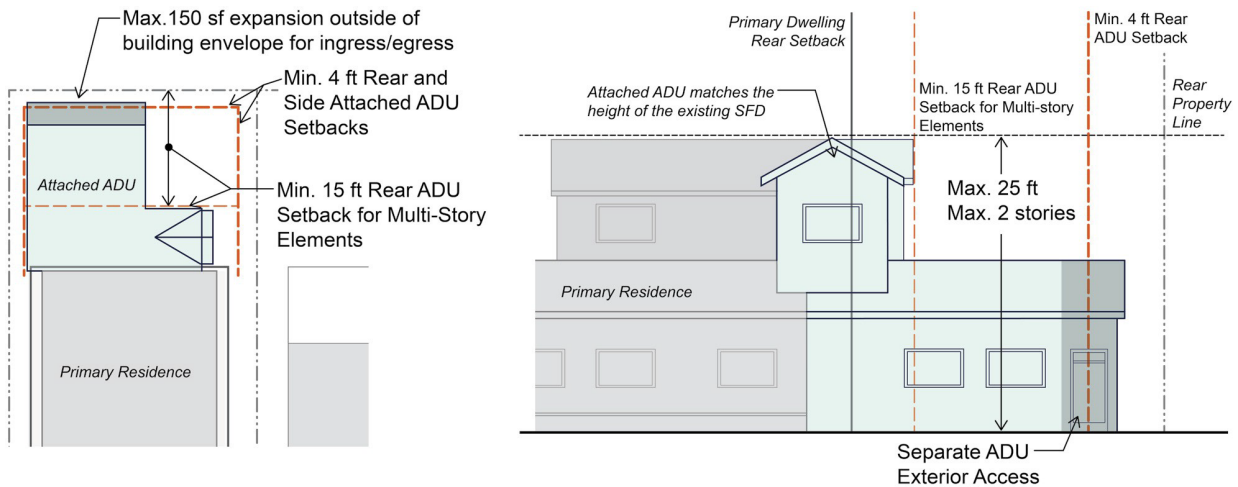 Max.150 sf expansion outside of
building envelope for ingress/egress
Min. 4 ft Rear and
Side Attached ADU
Setbacks
Attached ADU
Min. 15 ft Rear ADU
Setback for Multi-Story
Elements
Primary Residence
Primary Dwelling
Rear Setback
Min. 4 ft Rear
ADU Setback
Attached ADU matches the
height of the existing SFD
Min. 15 ft Rear ADU
Setback for Multi-story
Elements
Rear
Property
Line
Max. 25 ft
Max. 2 stories
Primary Residence
Separate ADU
Exterior Access